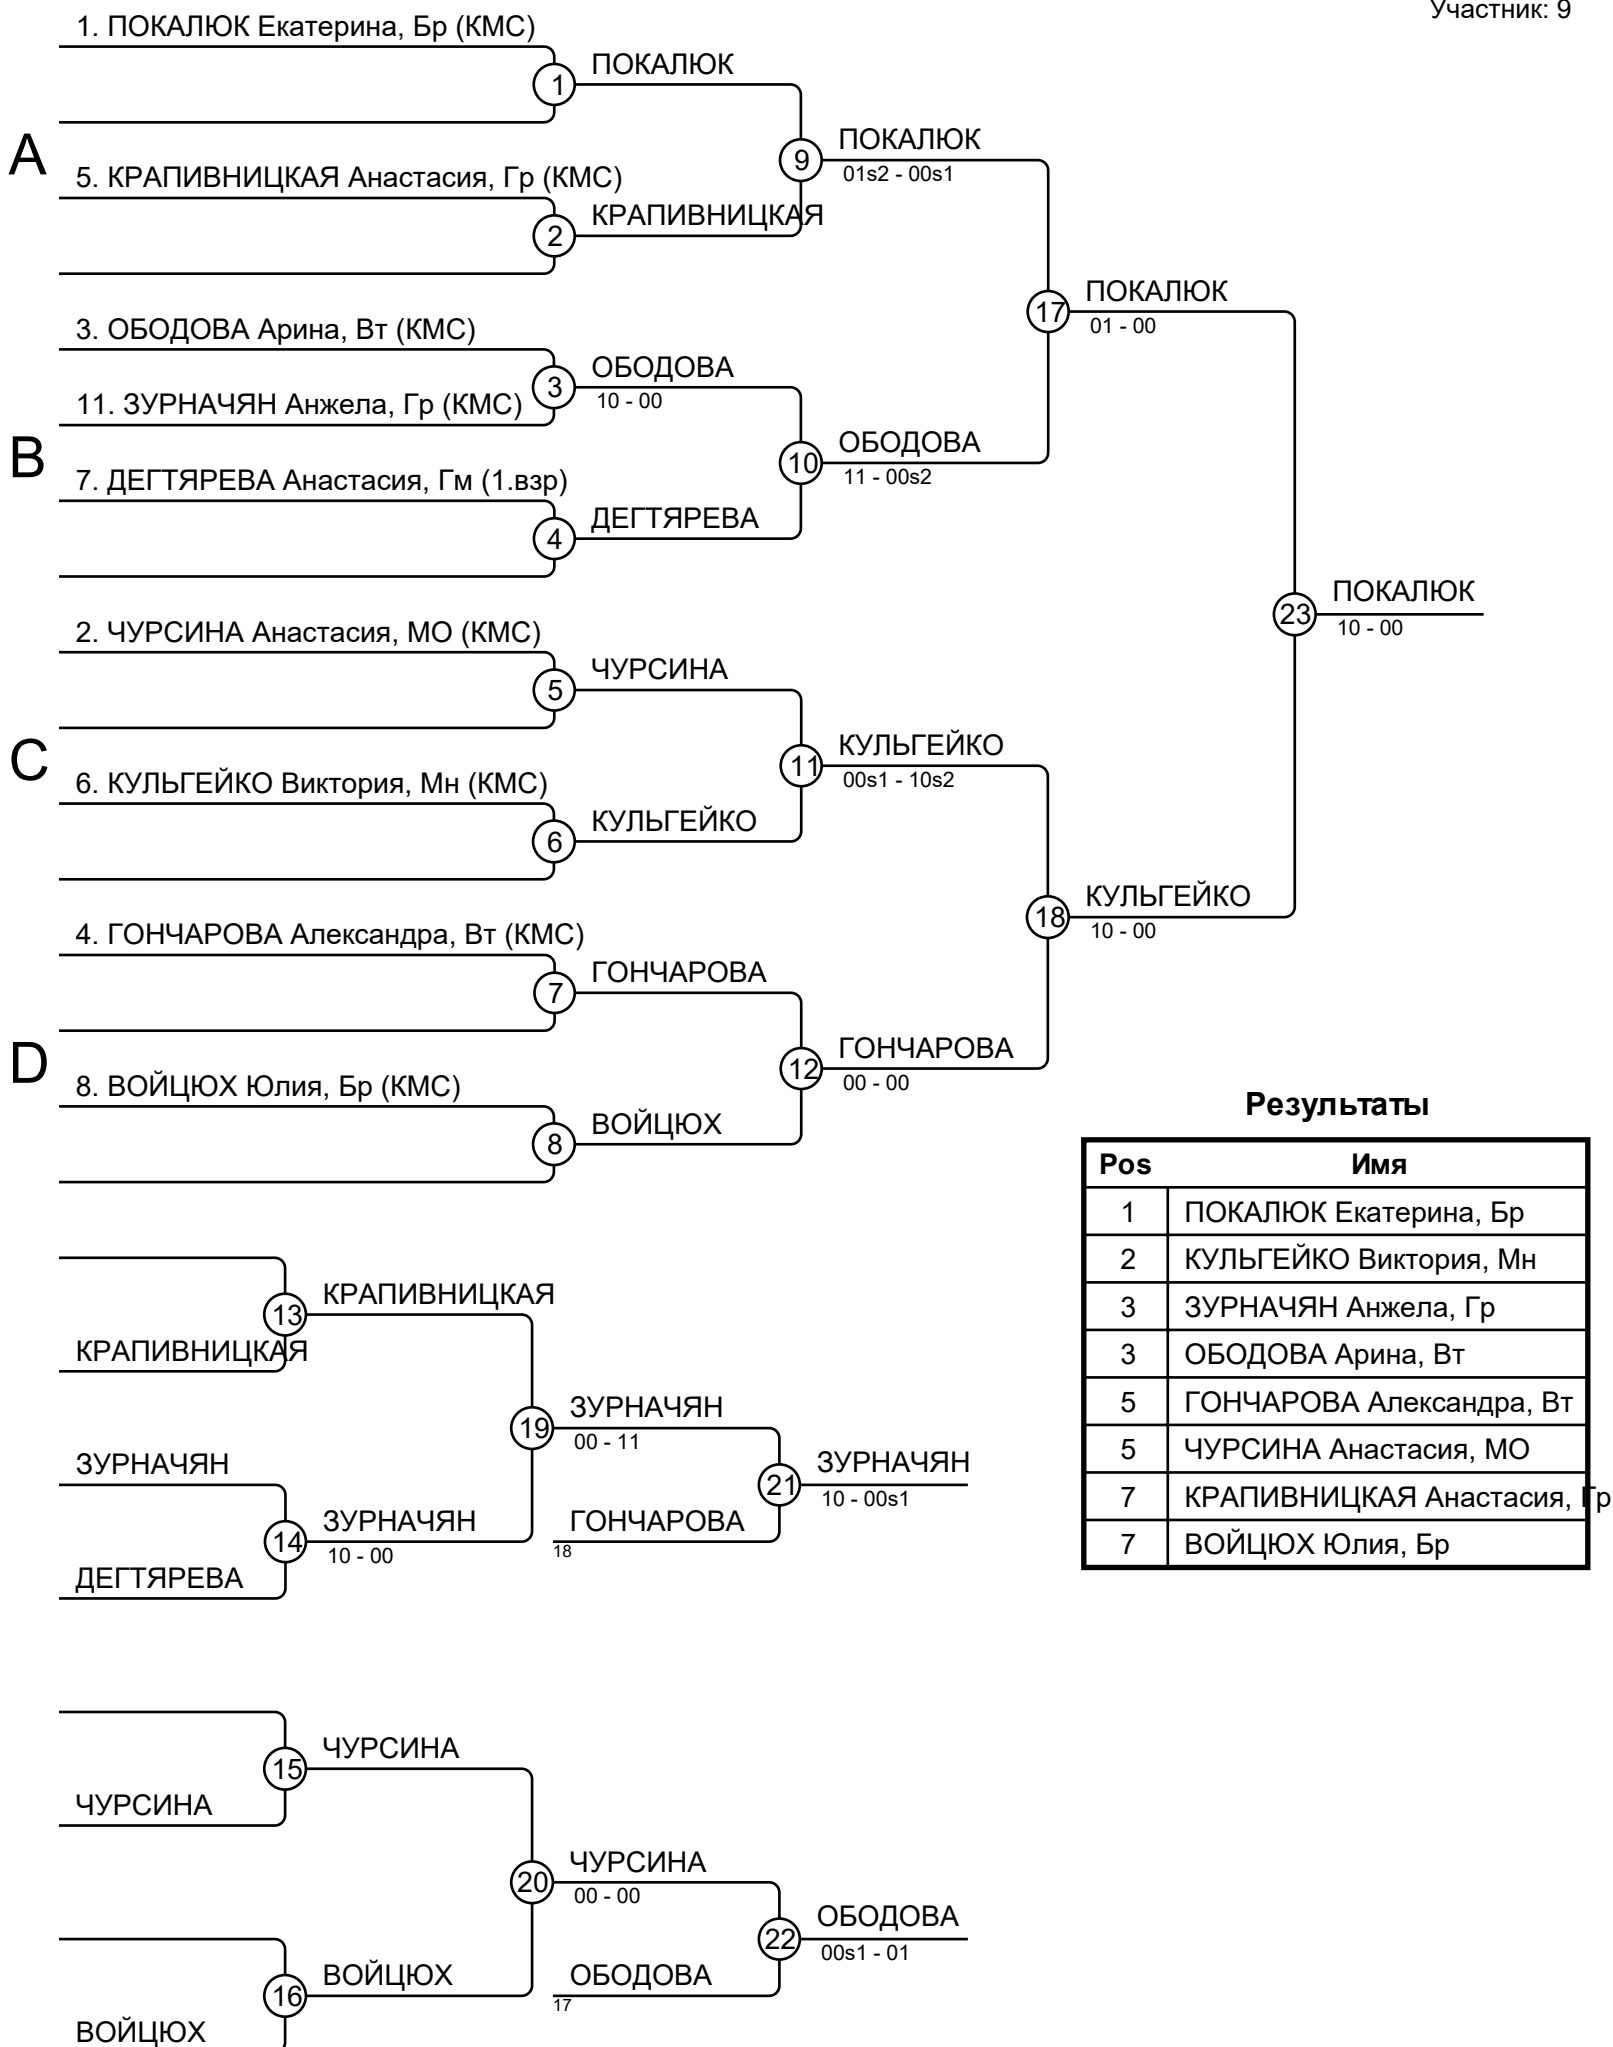 Участник: 9
1. ПОКАЛЮК Екатерина, Бр (КМС)
1
ПОКАЛЮК
A
9
ПОКАЛЮК
01s2 - 00s1
5. КРАПИВНИЦКАЯ Анастасия, Гр (КМС)
2
КРАПИВНИЦКАЯ
17
ПОКАЛЮК
01 - 00
3. ОБОДОВА Арина, Вт (КМС)
3
ОБОДОВА
10 - 00
11. ЗУРНАЧЯН Анжела, Гр (КМС)
B
10
ОБОДОВА
11 - 00s2
7. ДЕГТЯРЕВА Анастасия, Гм (1.взр)
4
ДЕГТЯРЕВА
23
ПОКАЛЮК
10 - 00
2. ЧУРСИНА Анастасия, МО (КМС)
5
ЧУРСИНА
C
11
КУЛЬГЕЙКО
00s1 - 10s2
6. КУЛЬГЕЙКО Виктория, Мн (КМС)
6
КУЛЬГЕЙКО
18
КУЛЬГЕЙКО
10 - 00
4. ГОНЧАРОВА Александра, Вт (КМС)
7
ГОНЧАРОВА
D
12
ГОНЧАРОВА
00 - 00
8. ВОЙЦЮХ Юлия, Бр (КМС)
8
ВОЙЦЮХ
Результаты
Pos Имя
1 ПОКАЛЮК Екатерина, Бр
2 КУЛЬГЕЙКО Виктория, Мн
3 ЗУРНАЧЯН Анжела, Гр
3 ОБОДОВА Арина, Вт
5 ГОНЧАРОВА Александра, Вт
5 ЧУРСИНА Анастасия, МО
7 КРАПИВНИЦКАЯ Анастасия, Гр
7 ВОЙЦЮХ Юлия, Бр
13
КРАПИВНИЦКАЯ
КРАПИВНИЦКАЯ
19
ЗУРНАЧЯН
00 - 11
ЗУРНАЧЯН
21
ЗУРНАЧЯН
10 - 00s1
14
ЗУРНАЧЯН
10 - 00
ГОНЧАРОВА
18
ДЕГТЯРЕВА
15
ЧУРСИНА
ЧУРСИНА
20
ЧУРСИНА
00 - 00
22
ОБОДОВА
00s1 - 01
16
ВОЙЦЮХ
ОБОДОВА
17
ВОЙЦЮХ